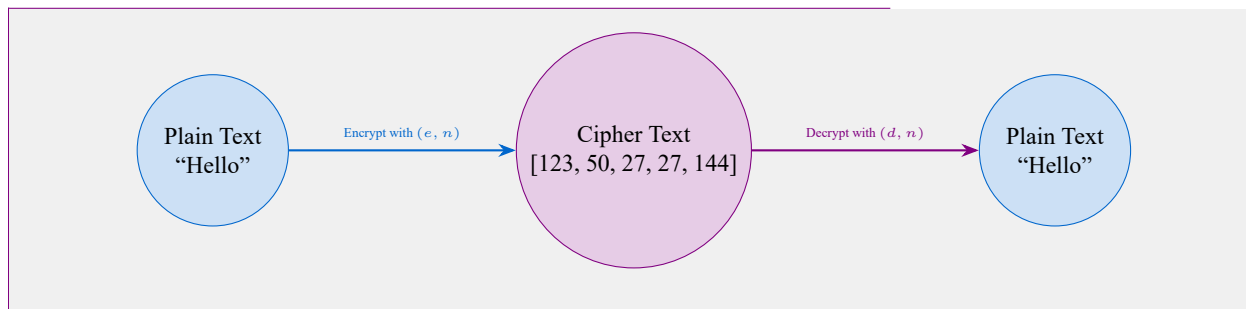 Plain Text
“Hello”
Encrypt with (e, n)
Cipher Text
[123, 50, 27, 27, 144]
Decrypt with (d, n)
Plain Text
“Hello”